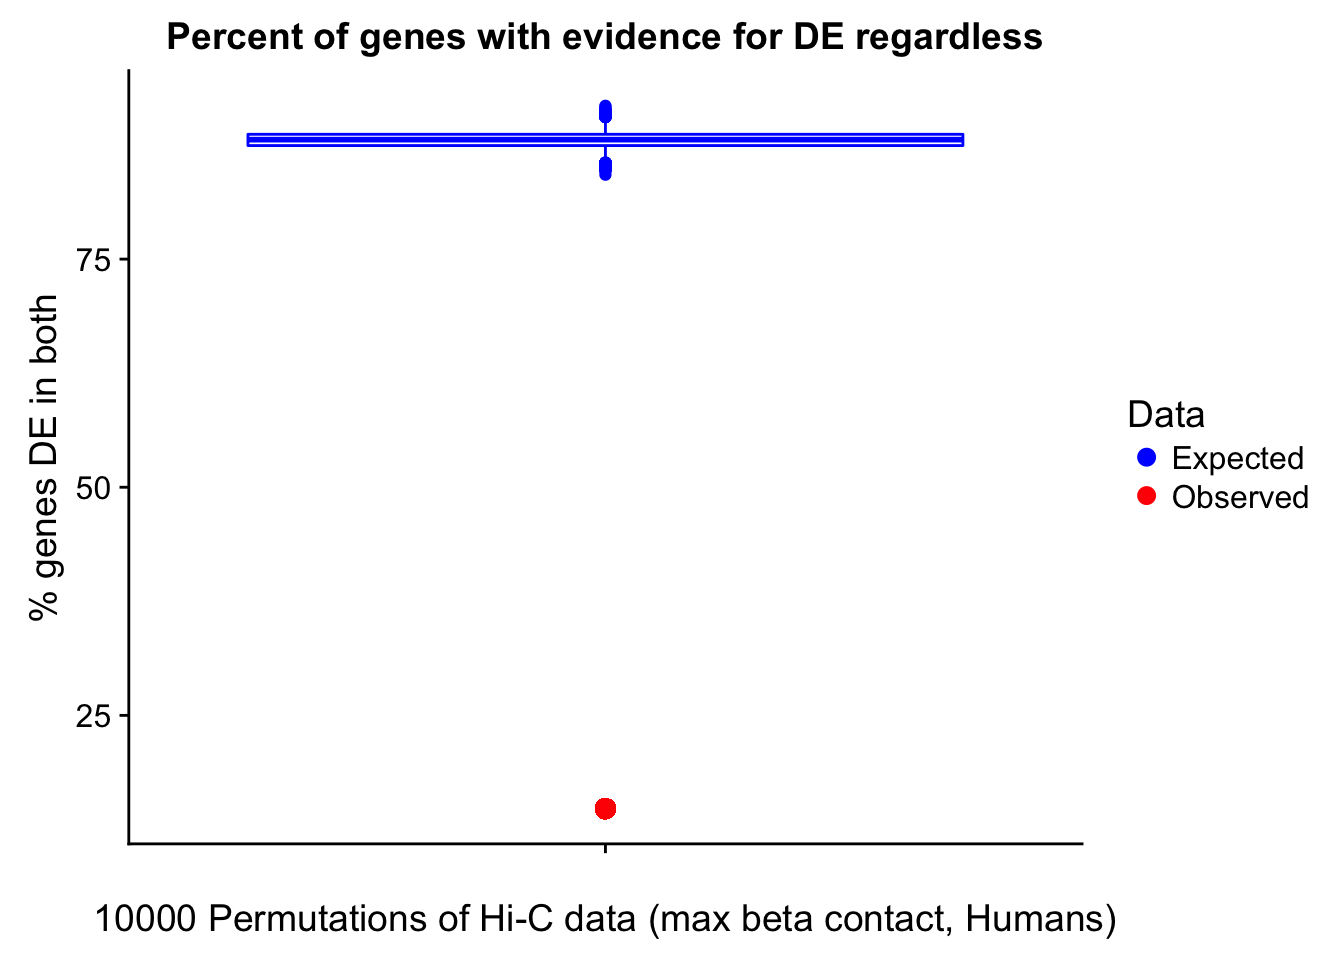 Percent of genes with evidence for DE regardless
% genes DE in both
75
50
25
10000 Permutations of Hi-C data (max beta contact, Humans)
Data
Expected
Observed